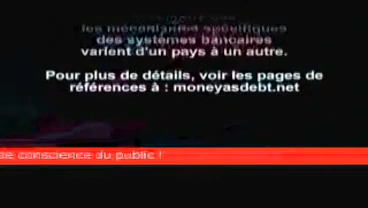 les mécanismes spécifiques
des systèmes bancaires
varient d'un pays à un autre.
Pour plus de détails, voir les pages de
références à : moneyasdebt.net
de conscience du public !